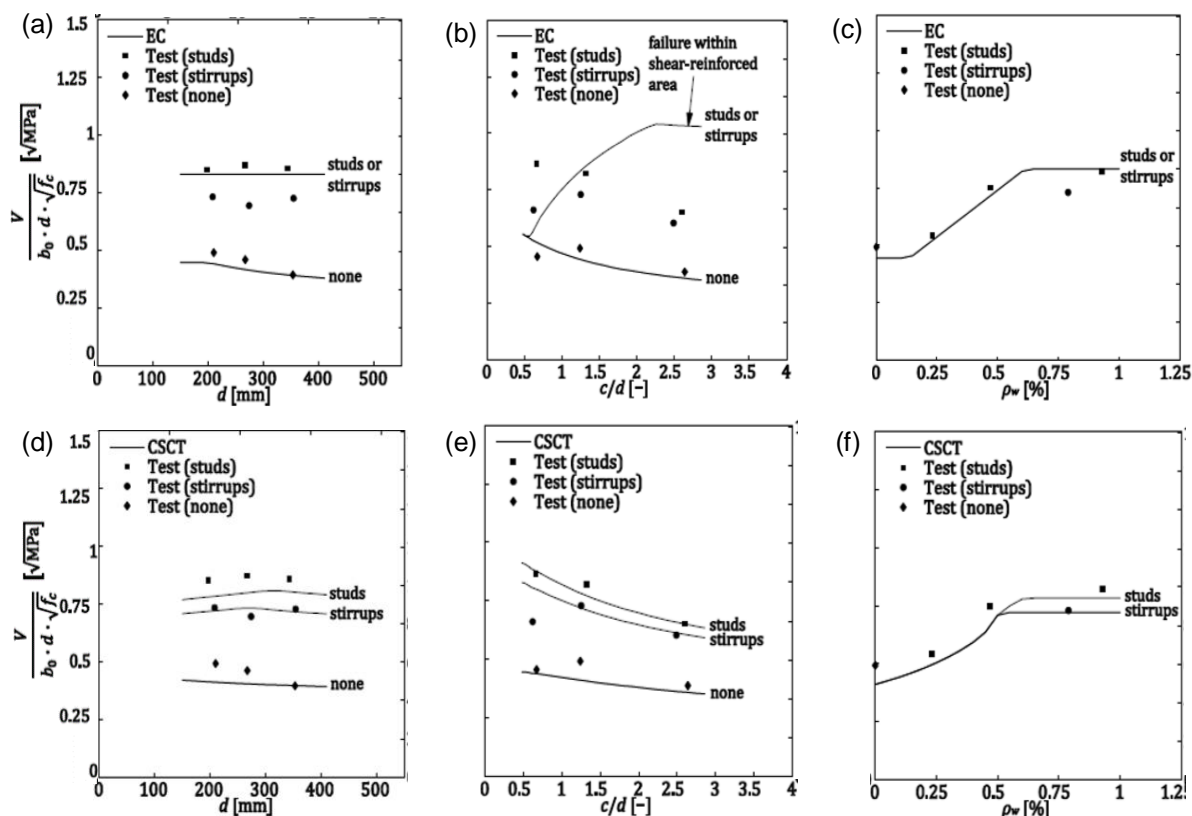 (a)
1.5
1.25
1
0.75
0.5
0.25
0
V
b₀ · d · √f_c
[√MPa]
EC
Test (studs)
Test (stirrups)
Test (none)
studs or
stirrups
none
0 100 200 300 400 500
d [mm]
(b)
EC
Test (studs)
Test (stirrups)
Test (none)
failure within
shear-reinforced
area
studs or
stirrups
none
0 0.5 1 1.5 2 2.5 3 3.5 4
c/d [-]
(c)
EC
Test (studs)
Test (stirrups)
Test (none)
studs or
stirrups
0 0.25 0.5 0.75 1 1.25
ρw [%]
(d)
1.5
1.25
1
0.75
0.5
0.25
0
V
b₀ · d · √f_c
[√MPa]
CSCT
Test (studs)
Test (stirrups)
Test (none)
studs
stirrups
none
0 100 200 300 400 500
d [mm]
(e)
CSCT
Test (studs)
Test (stirrups)
Test (none)
studs
stirrups
none
0 0.5 1 1.5 2 2.5 3 3.5 4
c/d [-]
(f)
CSCT
Test (studs)
Test (stirrups)
Test (none)
studs
stirrups
0 0.25 0.5 0.75 1 1.25
ρw [%]